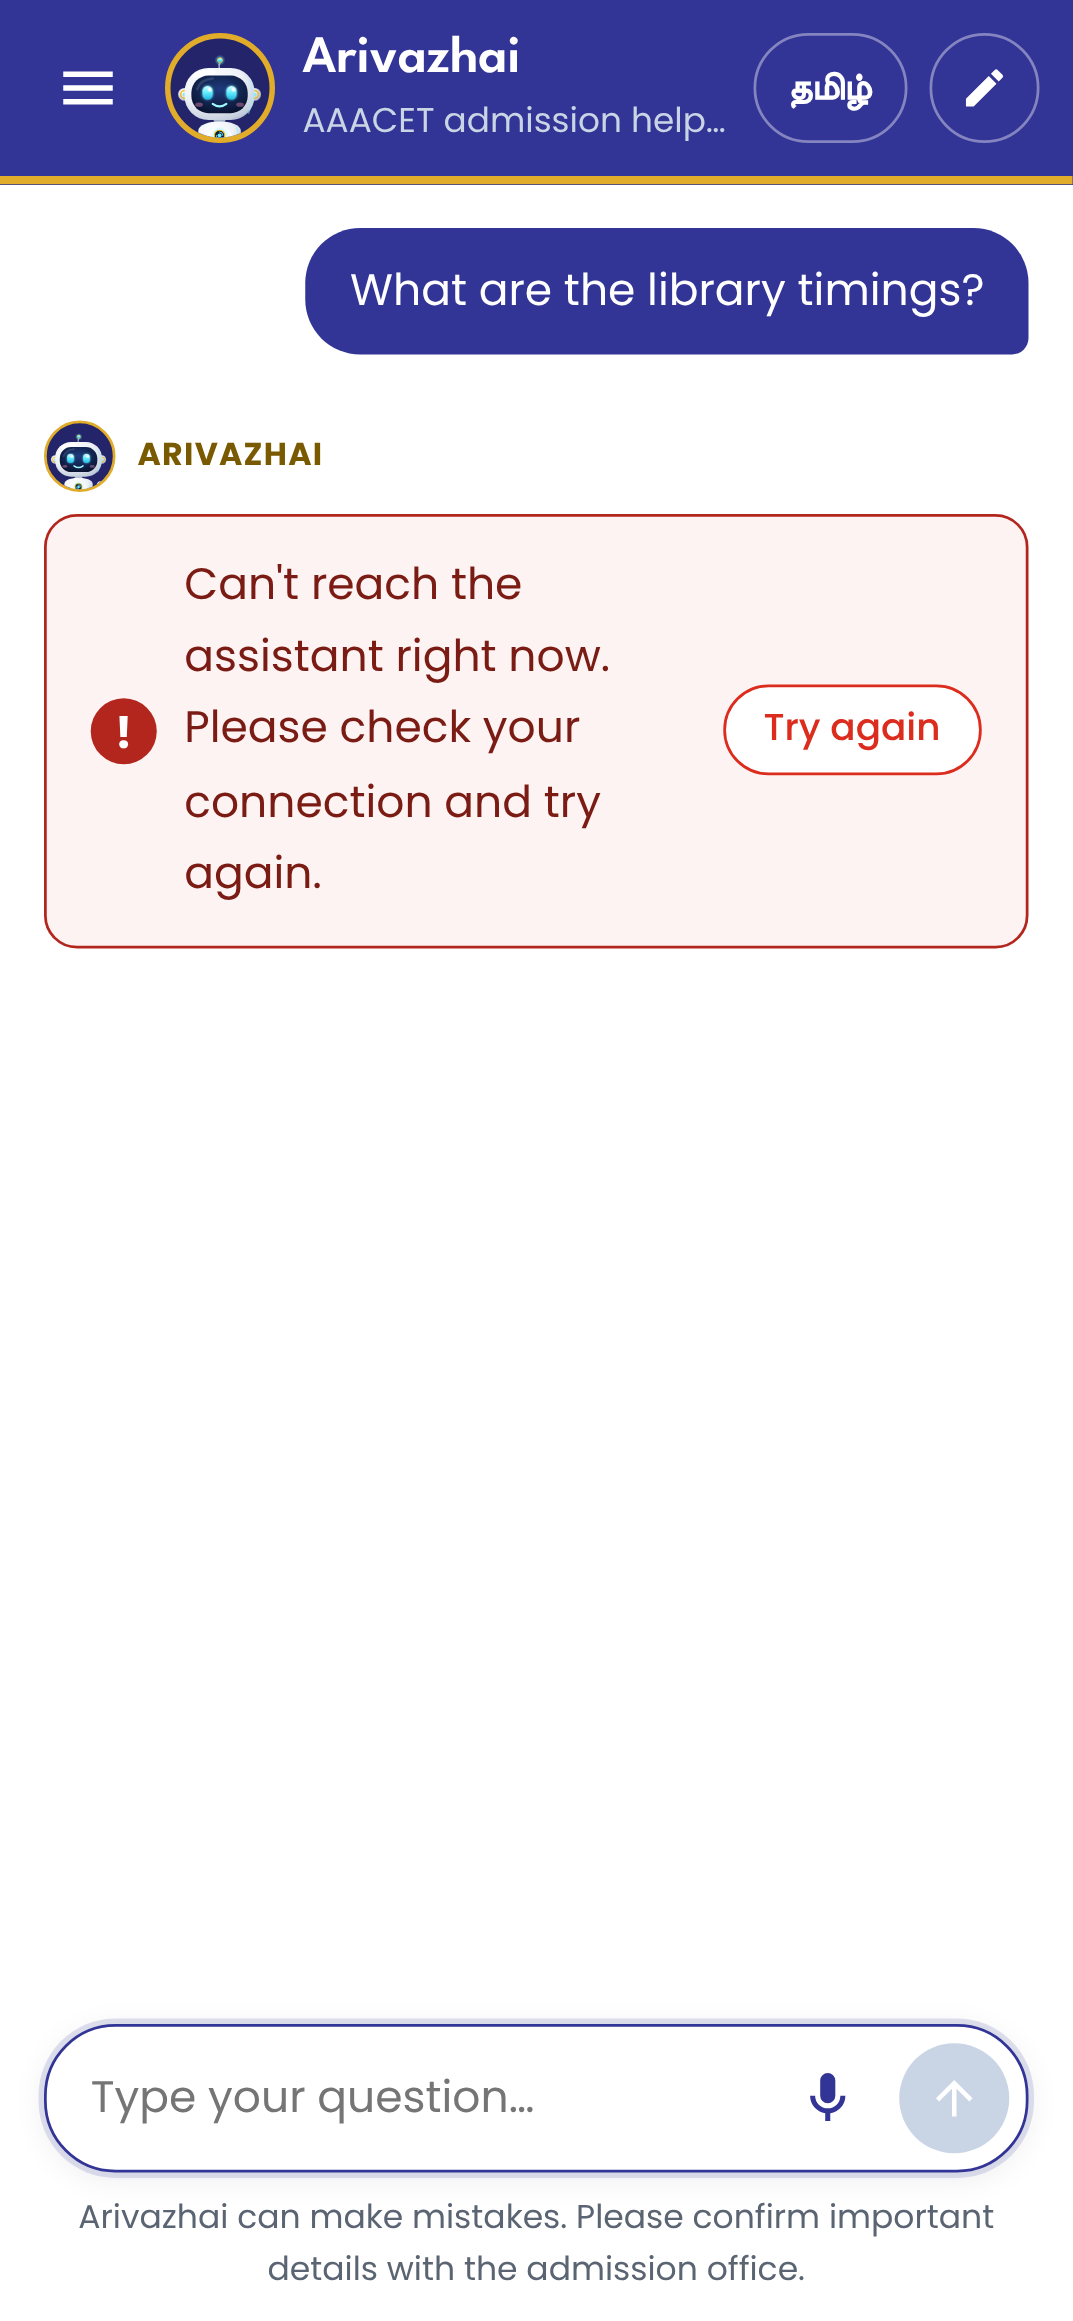 Arivazhai
AAACET admission help...
தமிழ்
What are the library timings?
ARIVAZHAI
Can't reach the
assistant right now.
Please check your
connection and try
again.
Try again
Type your question...
Arivazhai can make mistakes. Please confirm important
details with the admission office.